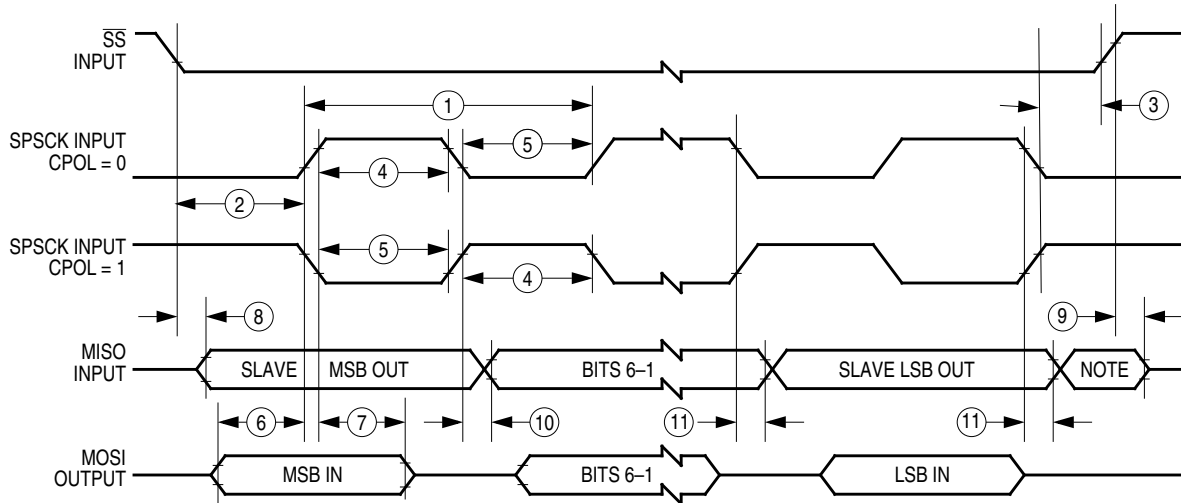 SS
INPUT
1
3
SPSCK INPUT
CPOL = 0
5
4
2
SPSCK INPUT
CPOL = 1
5
4
8
9
MISO
INPUT
SLAVE MSB OUT
BITS 6–1
SLAVE LSB OUT
NOTE
6
7
10
11
11
MOSI
OUTPUT
MSB IN
BITS 6–1
LSB IN